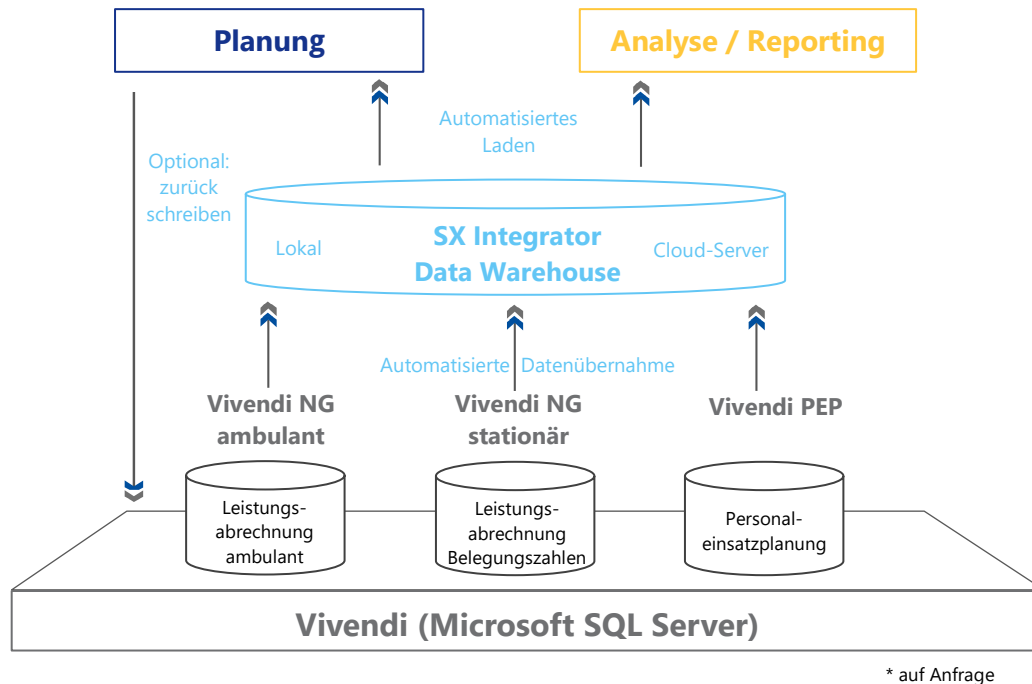 Planung
Analyse / Reporting
Automatisiertes
Laden
Optional:
zurück
schreiben
Lokal
SX Integrator
Data Warehouse
Cloud-Server
Automatisierte Datenübernahme
Vivendi NG
ambulant
Vivendi NG
stationär
Vivendi PEP
Leistungs-
abrechnung
ambulant
Leistungs-
abrechnung
Belegungszahlen
Personal-
einsatzplanung
Vivendi (Microsoft SQL Server)
* auf Anfrage